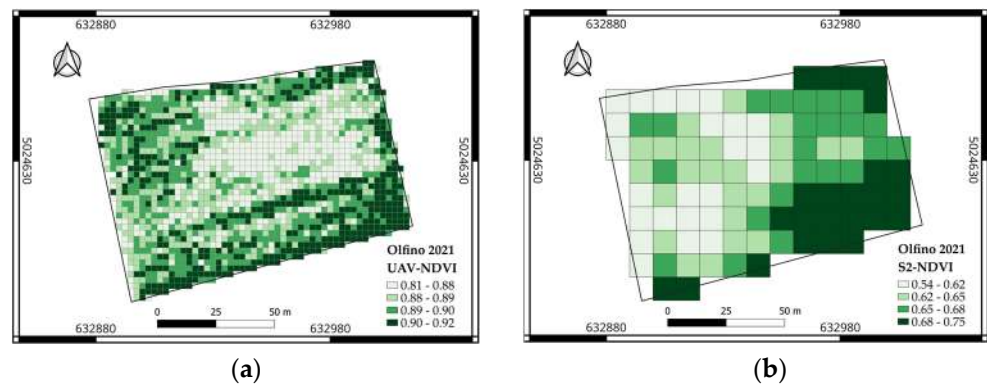 632880 632980
5024630
5024630
Olfino 2021
UAV-NDVI
0.81 - 0.88
0.88 - 0.89
0.89 - 0.90
0.90 - 0.92
0 25 50 m
632880 632980
(a)
632880 632980
5024630
5024630
Olfino 2021
S2-NDVI
0.54 - 0.62
0.62 - 0.65
0.65 - 0.68
0.68 - 0.75
0 25 50 m
632880 632980
(b)